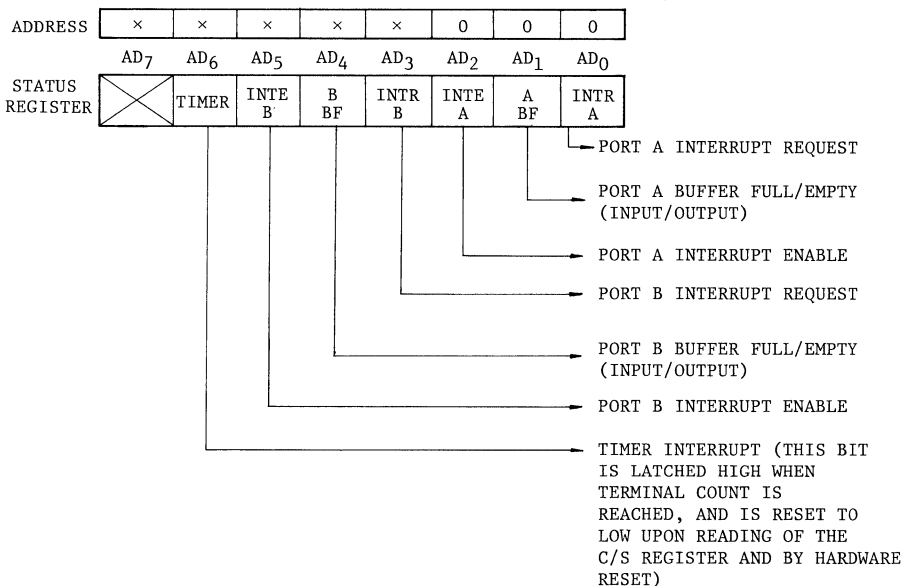 ADDRESS × × × × × 0 0 0
AD7 AD6 AD5 AD4 AD3 AD2 AD1 AD0
STATUS REGISTER
TIMER
INTE B
B BF
INTR B
INTE A
A BF
INTR A
PORT A INTERRUPT REQUEST
PORT A BUFFER FULL/EMPTY
(INPUT/OUTPUT)
PORT A INTERRUPT ENABLE
PORT B INTERRUPT REQUEST
PORT B BUFFER FULL/EMPTY
(INPUT/OUTPUT)
PORT B INTERRUPT ENABLE
TIMER INTERRUPT (THIS BIT
IS LATCHED HIGH WHEN
TERMINAL COUNT IS
REACHED, AND IS RESET TO
LOW UPON READING OF THE
C/S REGISTER AND BY HARDWARE
RESET)